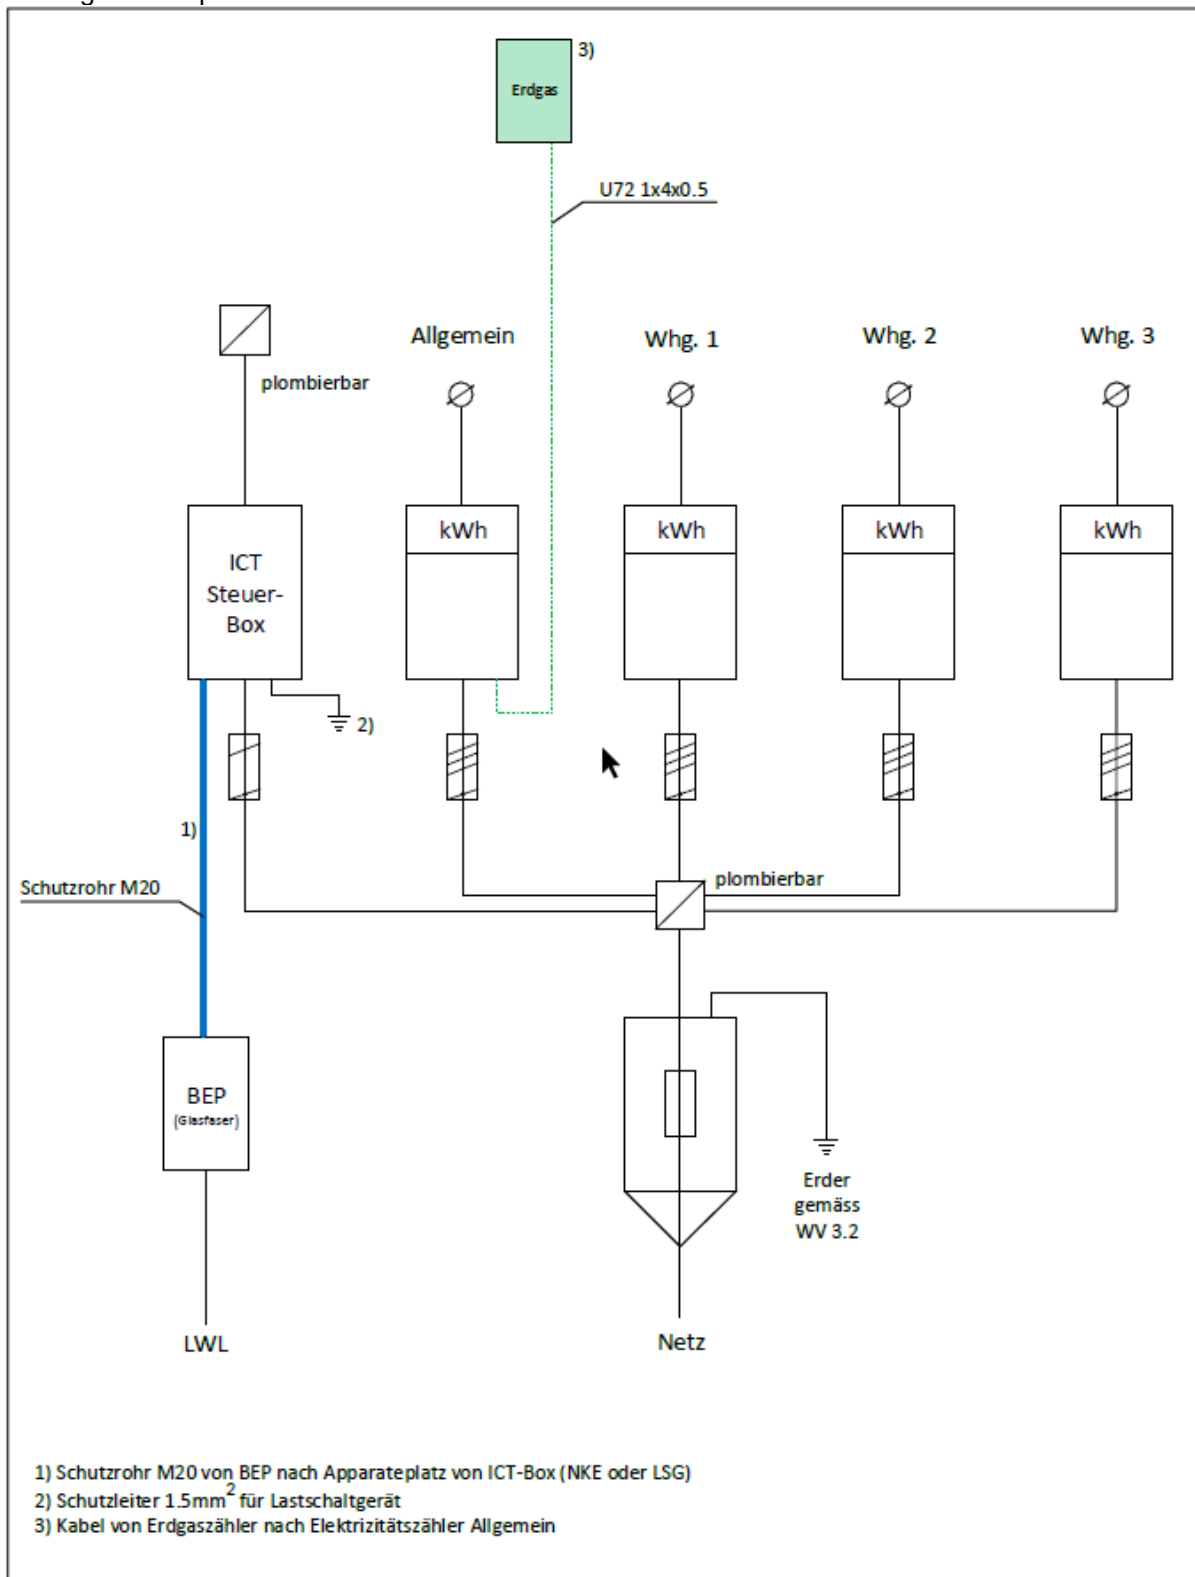 3)
Erdgas
U72 1x4x0.5
Allgemein
Whg. 1
Whg. 2
Whg. 3
plombierbar
kWh
kWh
kWh
kWh
ICT
Steuer-
Box
2)
1)
plombierbar
Schutzrohr M20
BEP
(Glasfaser)
Erder
gemäss
WV 3.2
LWL
Netz
1) Schutzrohr M20 von BEP nach Apparateplatz von ICT-Box (NKE oder LSG)
2) Schutzleiter 1.5mm² für Lastschaltgerät
3) Kabel von Erdgaszähler nach Elektrizitätszähler Allgemein